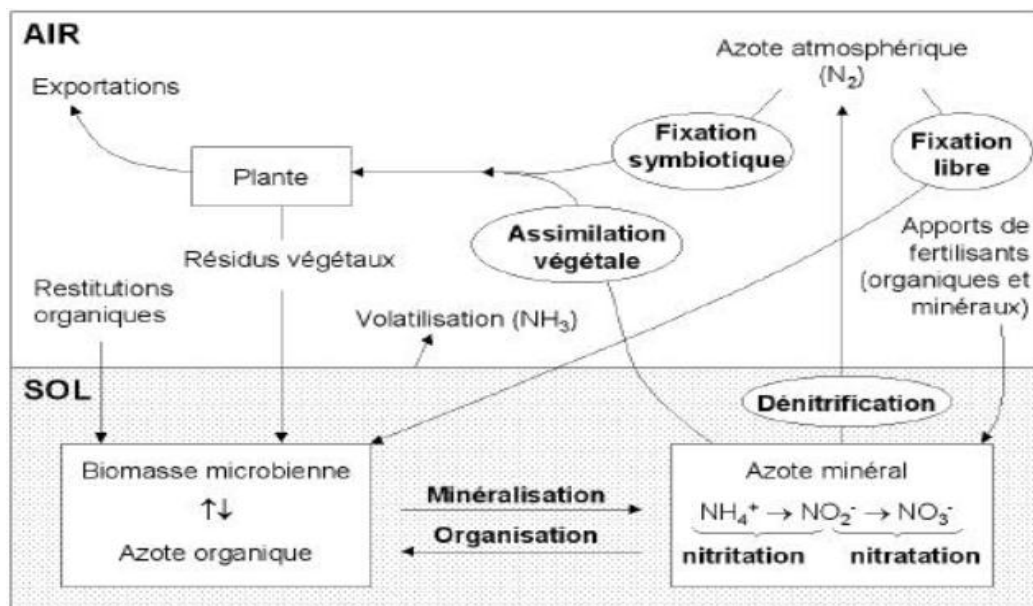 AIR
Exportations
Azote atmosphérique
(N₂)
Fixation
symbiotique
Fixation
libre
Plante
Assimilation
végétale
Apports de
fertilisants
(organiques et
minéraux)
Résidus végétaux
Restitutions
organiques
Volatilisation (NH₃)
SOL
Dénitrification
Biomasse microbienne
↑↓
Azote organique
Minéralisation
Organisation
Azote minéral
NH₄⁺ → NO₂⁻ → NO₃⁻
nitritation nitratation